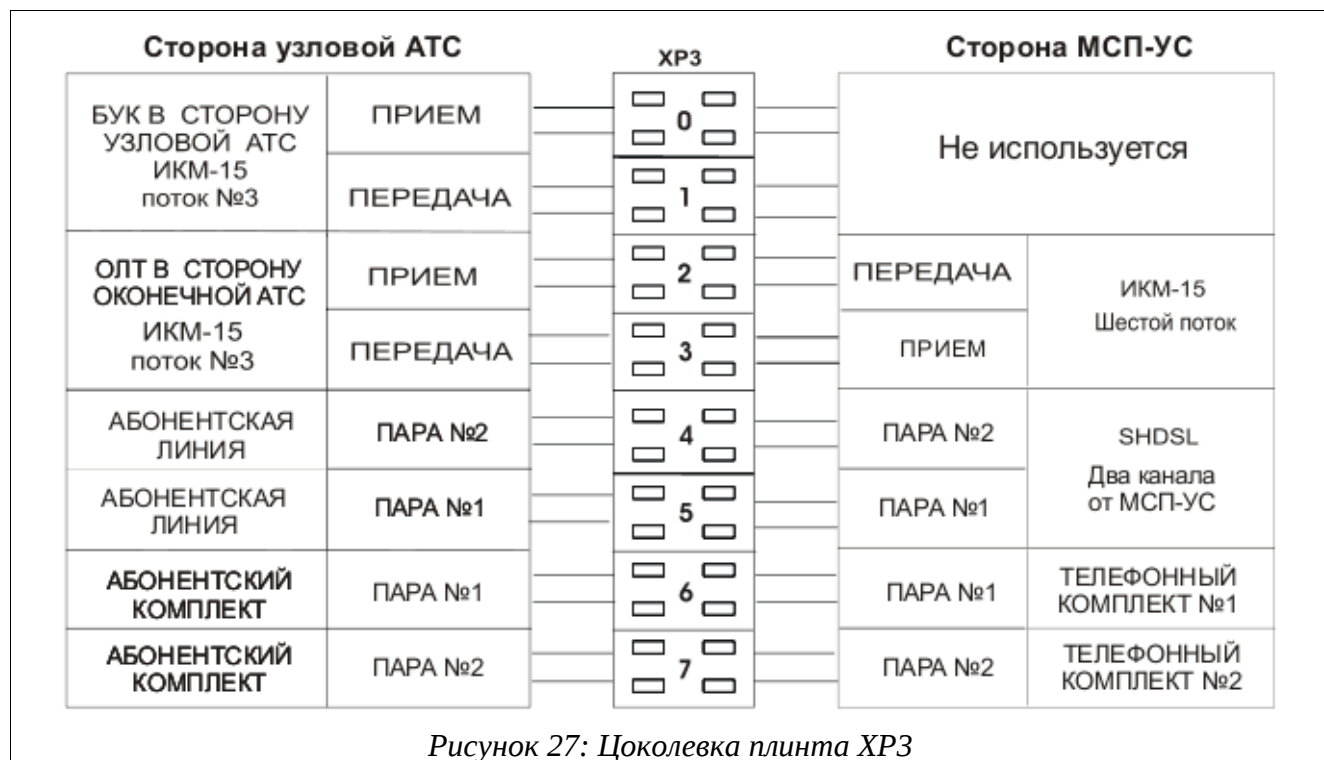 Сторона узловой АТС
ХР3
Сторона МСП-УС
БУК В СТОРОНУ
УЗЛОВОЙ АТС
ИКМ-15
поток №3
ПРИЕМ
ПЕРЕДАЧА
0
1
Не используется
ОЛТ В СТОРОНУ
ОКОНЕЧНОЙ АТС
ИКМ-15
поток №3
ПРИЕМ
ПЕРЕДАЧА
2
3
ПЕРЕДАЧА
ПРИЕМ
ИКМ-15
Шестой поток
АБОНЕНТСКАЯ
ЛИНИЯ
ПАРА №2
4
ПАРА №2
SHDSL
Два канала
от МСП-УС
АБОНЕНТСКАЯ
ЛИНИЯ
ПАРА №1
5
ПАРА №1
АБОНЕНТСКИЙ
КОМПЛЕКТ
ПАРА №1
6
ПАРА №1
ТЕЛЕФОННЫЙ
КОМПЛЕКТ №1
АБОНЕНТСКИЙ
КОМПЛЕКТ
ПАРА №2
7
ПАРА №2
ТЕЛЕФОННЫЙ
КОМПЛЕКТ №2
Рисунок 27: Цоколевка плинта ХР3